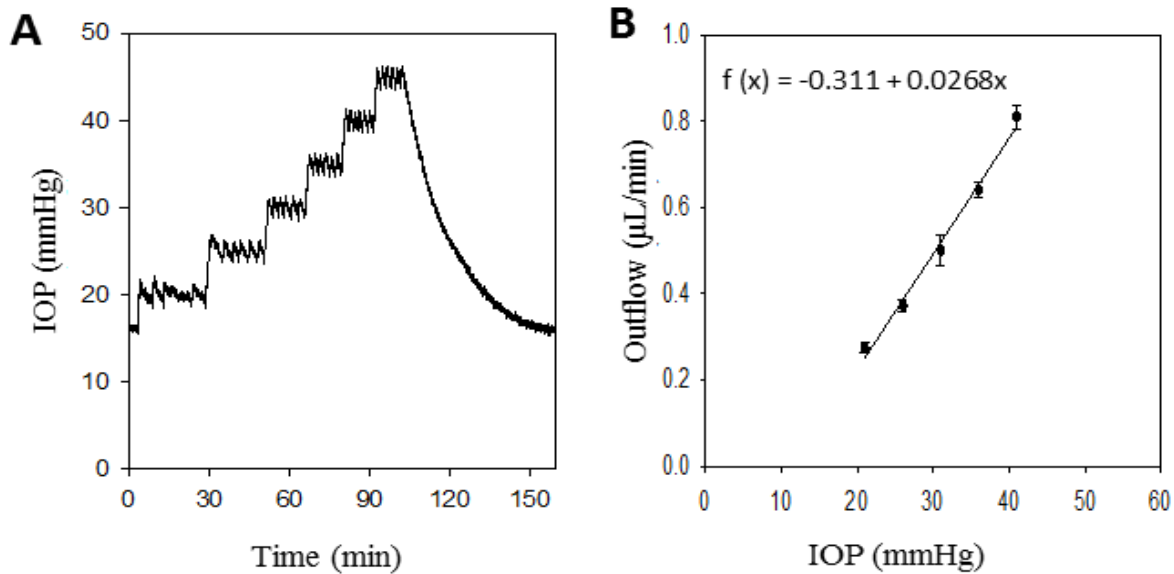 A
IOP (mmHg)
50
40
30
20
10
0
0 30 60 90 120 150
Time (min)
B
Outflow (µL/min)
1.0
0.8
0.6
0.4
0.2
0.0
f (x) = -0.311 + 0.0268x
0 10 20 30 40 50 60
IOP (mmHg)